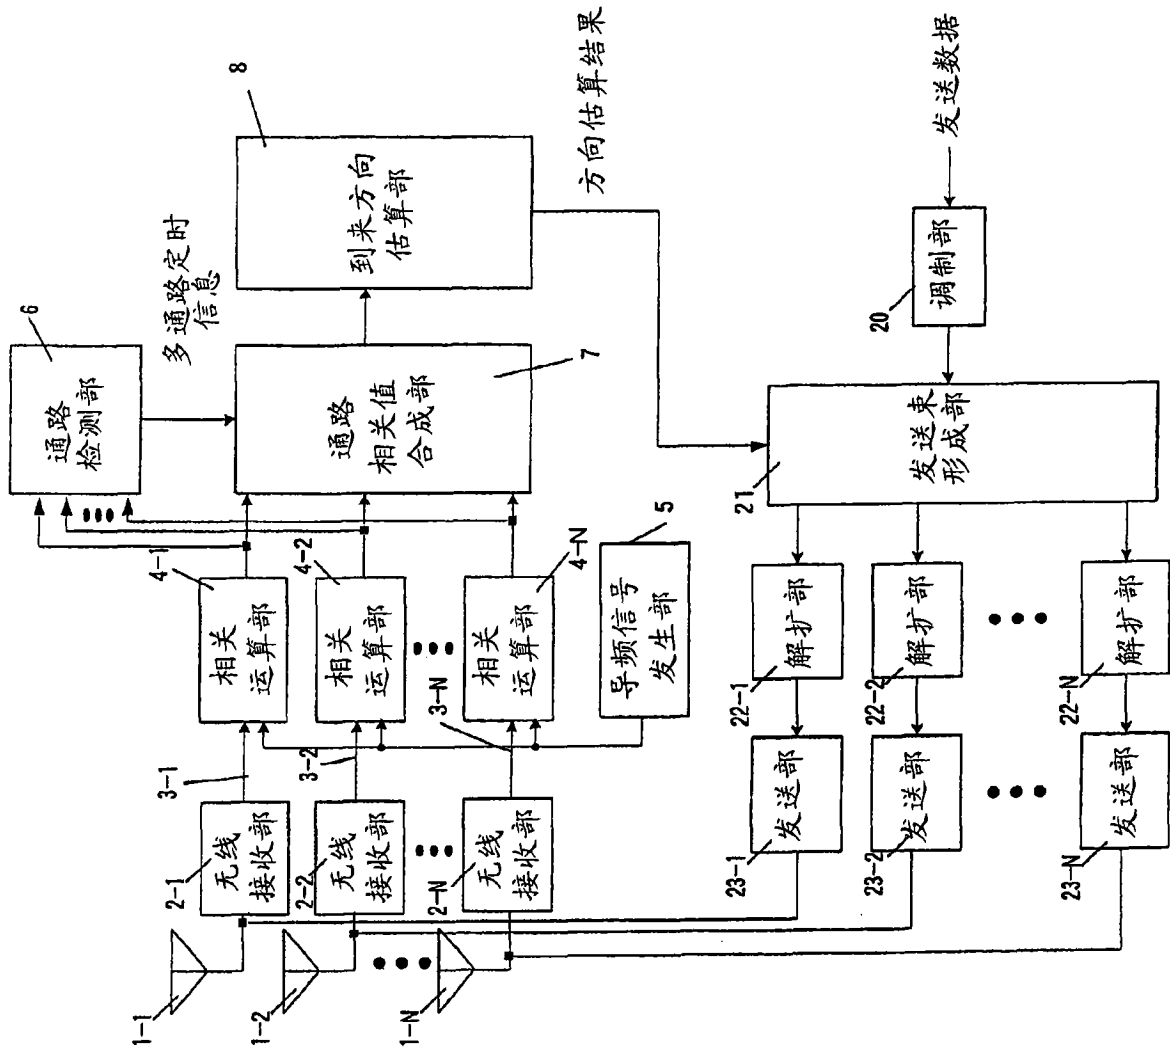 1-1
1-2
1-N
2-1
无线
接收部
2-2
无线
接收部
2-N
无线
接收部
3-1
3-2
3-N
4-1
相关
运算部
4-2
相关
运算部
4-N
相关
运算部
5
导频信号
发生部
6
通路
检测部
多通路定时
信息
7
通路
相关值
合成部
8
到来方向
估算部
方向估算结果
发送数据
20
调制部
21
发送束
形成部
22-1
解扩部
22-2
解扩部
22-N
解扩部
23-1
发送部
23-2
发送部
23-N
发送部